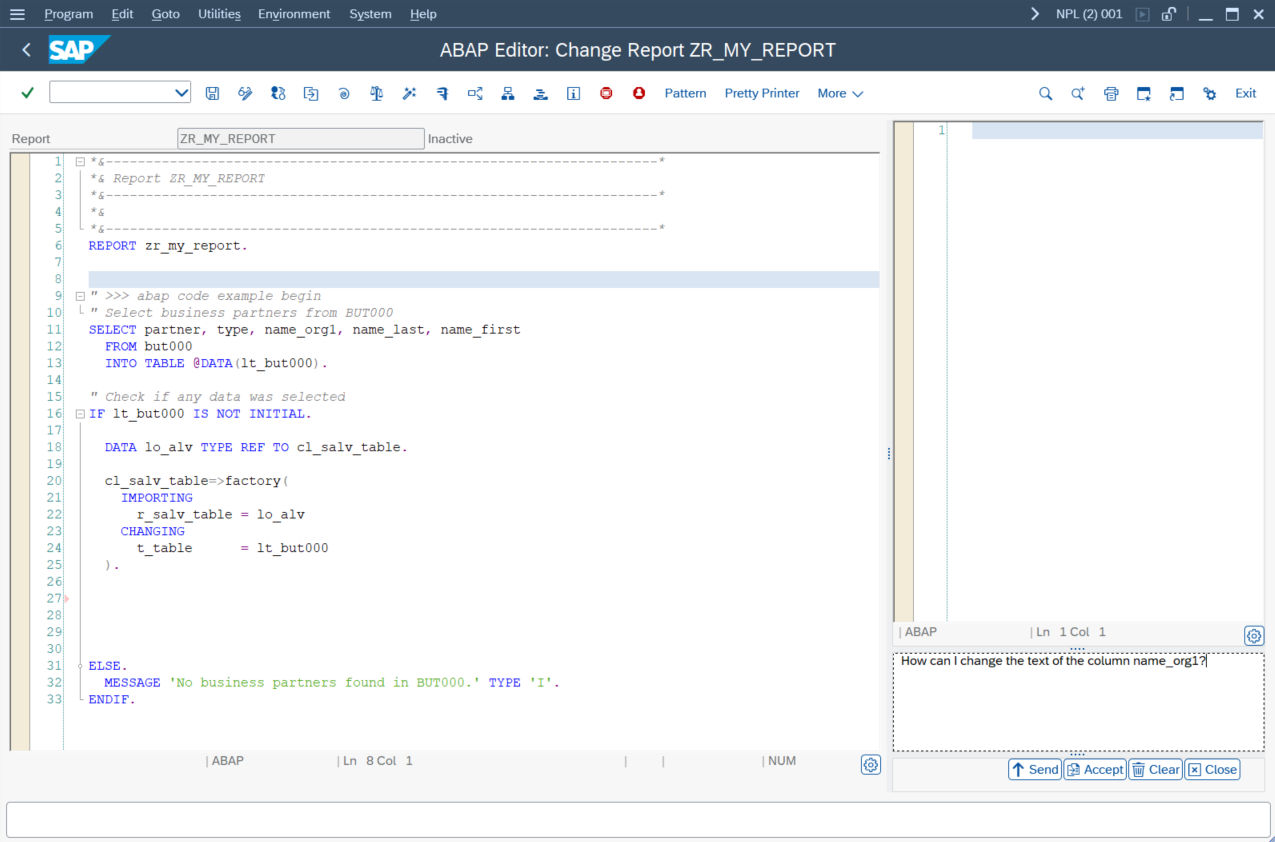 Program Edit Goto Utilities Environment System Help NPL (2) 001
SAP ABAP Editor: Change Report ZR_MY_REPORT
Pattern Pretty Printer More Exit
Report ZR_MY_REPORT Inactive
1 *&---------------------------------------------------------------------*
2 *& Report ZR_MY_REPORT
3 *&---------------------------------------------------------------------*
4 *&
5 *&---------------------------------------------------------------------*
6 REPORT zr_my_report.
7
8
9 " >>> abap code example begin
10 " Select business partners from BUT000
11 SELECT partner, type, name_org1, name_last, name_first
12 FROM but000
13 INTO TABLE @DATA(lt_but000).
14
15 " Check if any data was selected
16 IF lt_but000 IS NOT INITIAL.
17
18 DATA lo_alv TYPE REF TO cl_salv_table.
19
20 cl_salv_table=>factory(
21 IMPORTING
22 r_salv_table = lo_alv
23 CHANGING
24 t_table = lt_but000
25 ).
26
27
28
29
30
31 ELSE.
32 MESSAGE 'No business partners found in BUT000.' TYPE 'I'.
33 ENDIF.
ABAP Ln 8 Col 1 NUM
1
ABAP Ln 1 Col 1
How can I change the text of the column name_org1?
Send Accept Clear Close